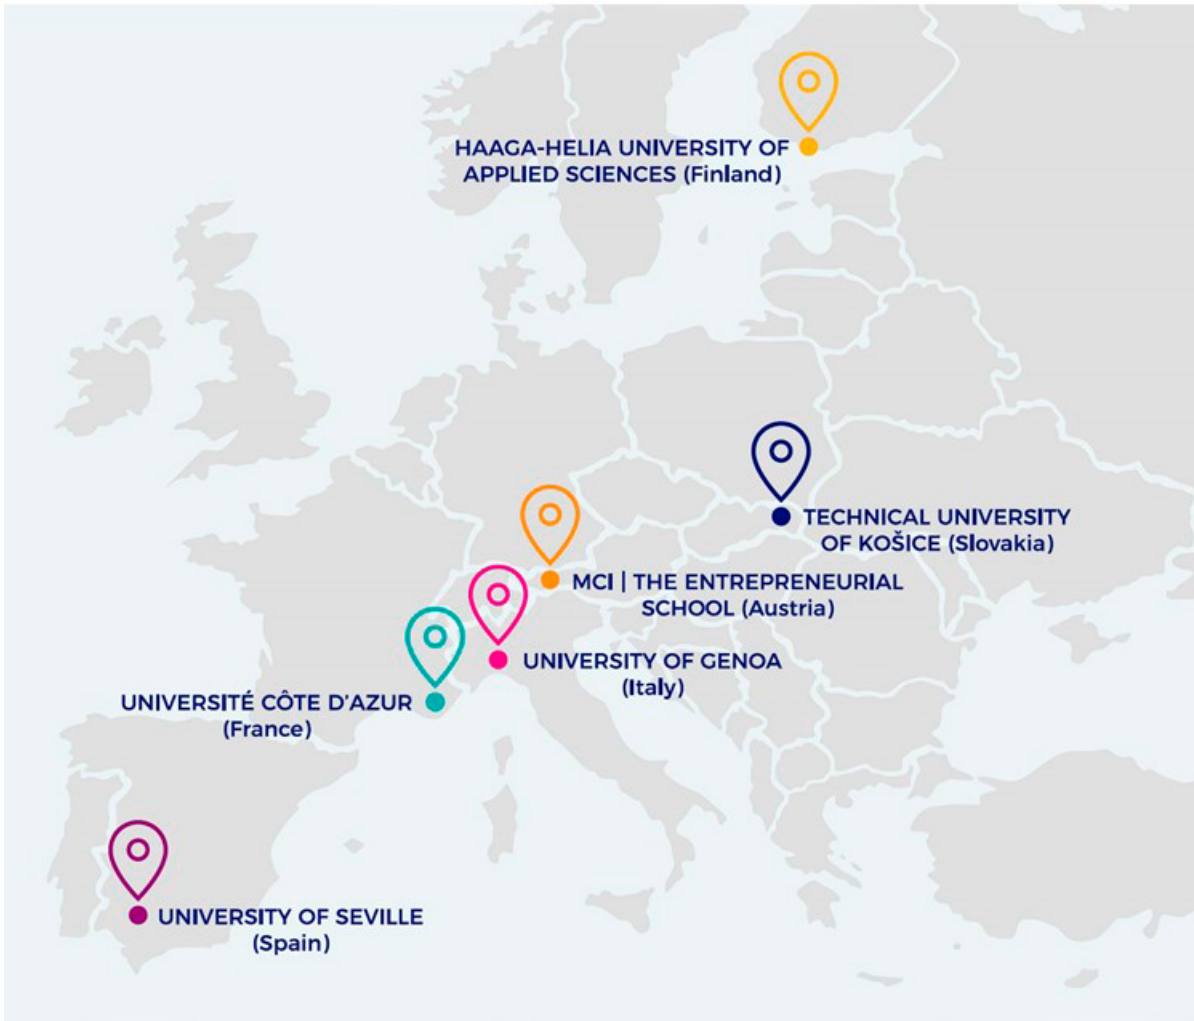 HAAGA-HELIA UNIVERSITY OF
APPLIED SCIENCES (Finland)
TECHNICAL UNIVERSITY
OF KOŠICE (Slovakia)
MCI | THE ENTREPRENEURIAL
SCHOOL (Austria)
UNIVERSITY OF GENOA
(Italy)
UNIVERSITÉ CÔTE D'AZUR
(France)
UNIVERSITY OF SEVILLE
(Spain)